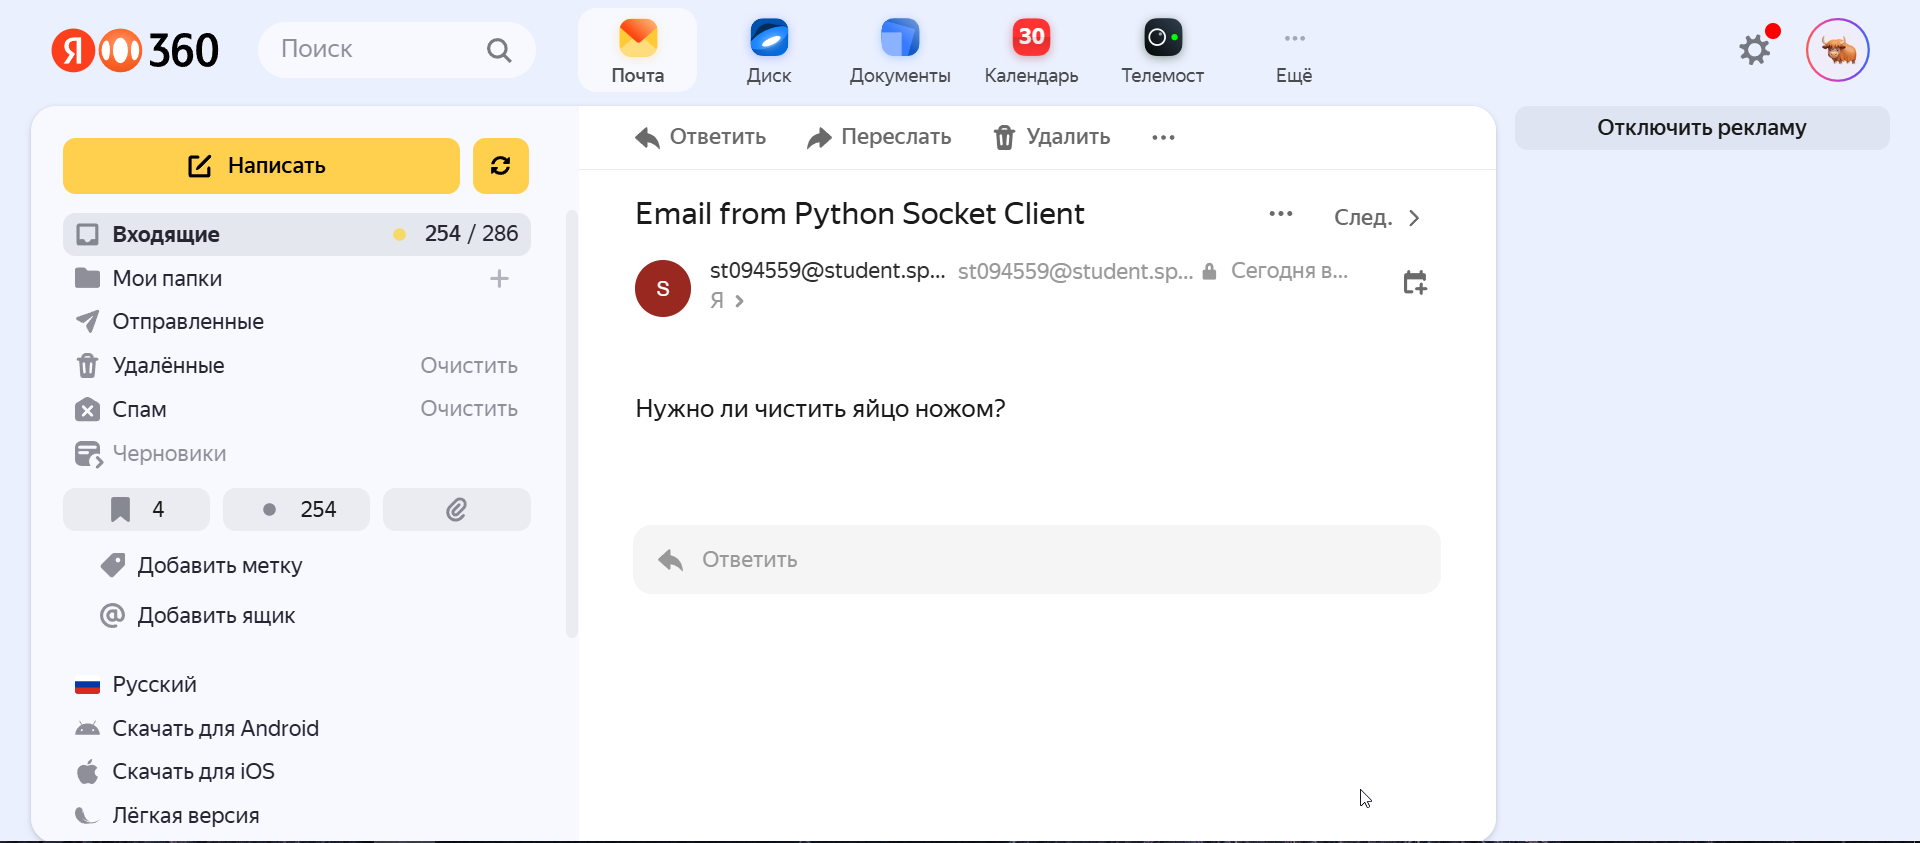 Я 360
Поиск
Почта
Диск
30
Документы
Календарь
Телемост
Ещё
Написать
Входящие 254 / 286
Мои папки
Отправленные
Удалённые Очистить
Спам Очистить
Черновики
4 254
Добавить метку
Добавить ящик
Русский
Скачать для Android
Скачать для iOS
Лёгкая версия
Ответить Переслать Удалить
Email from Python Socket Client
След.
S
st094559@student.sp... st094559@student.sp... Сегодня в...
Я
Нужно ли чистить яйцо ножом?
Ответить
Отключить рекламу